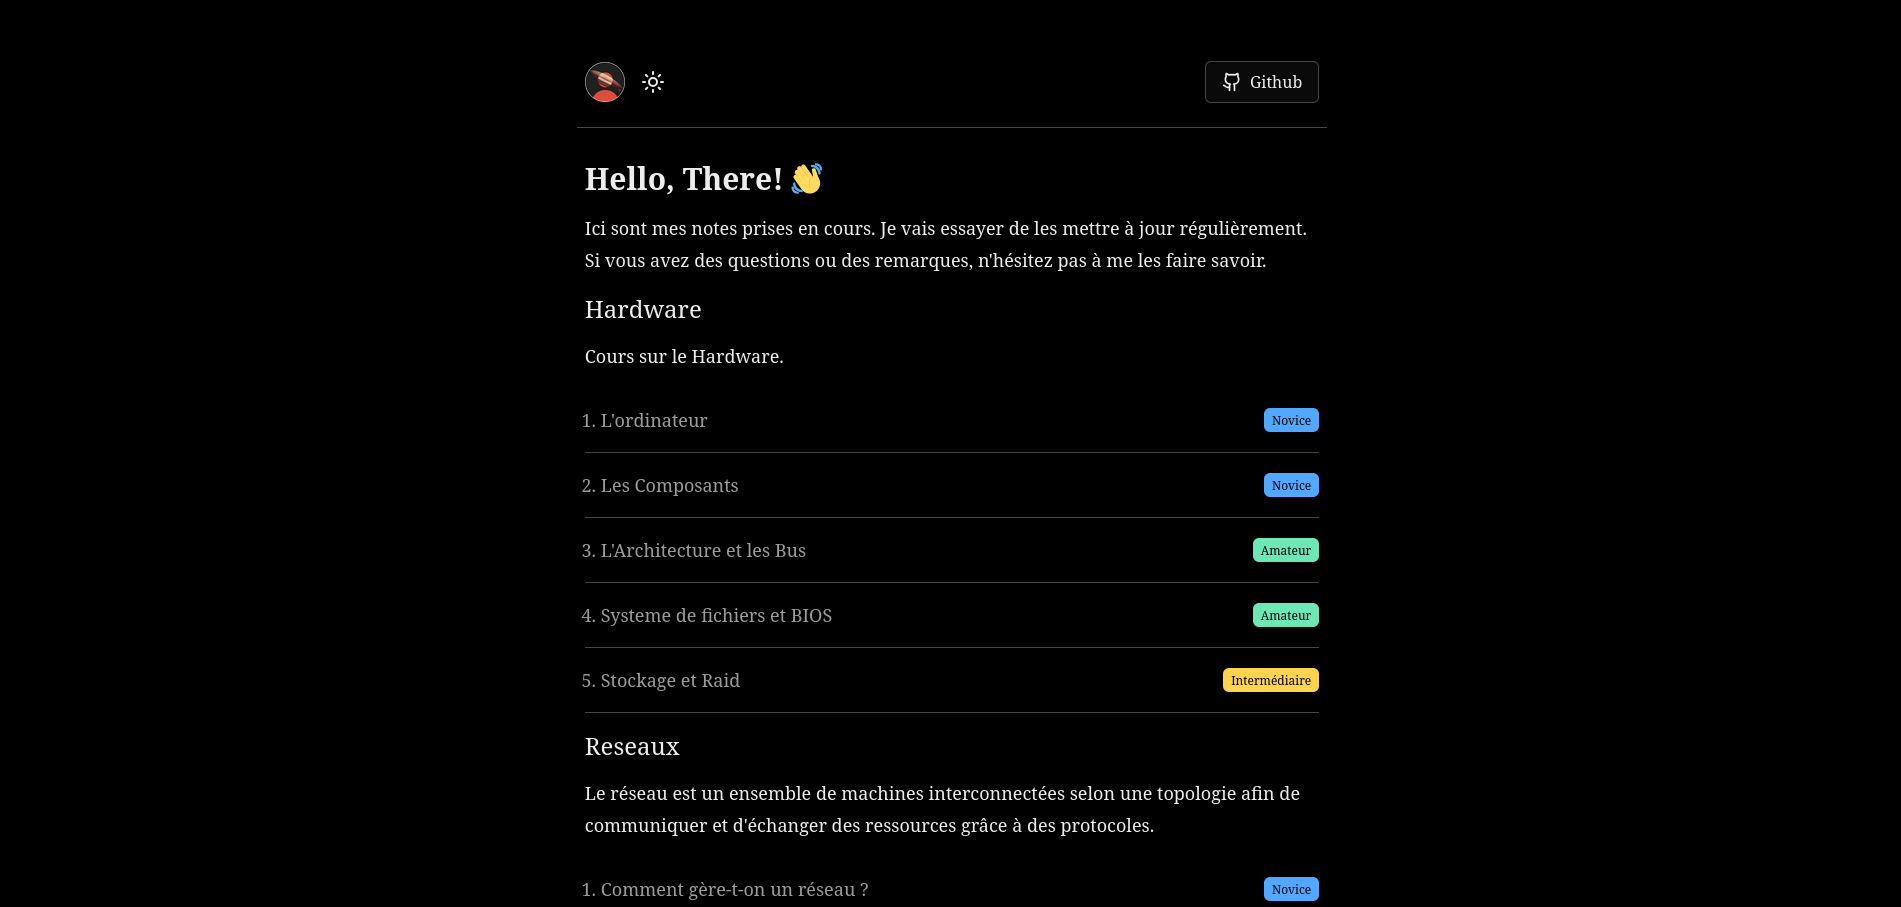 Github
Hello, There! 👋
Ici sont mes notes prises en cours. Je vais essayer de les mettre à jour régulièrement.
Si vous avez des questions ou des remarques, n'hésitez pas à me les faire savoir.
Hardware
Cours sur le Hardware.
1. L'ordinateur Novice
2. Les Composants Novice
3. L'Architecture et les Bus Amateur
4. Systeme de fichiers et BIOS Amateur
5. Stockage et Raid Intermédiaire
Reseaux
Le réseau est un ensemble de machines interconnectées selon une topologie afin de
communiquer et d'échanger des ressources grâce à des protocoles.
1. Comment gère-t-on un réseau ? Novice